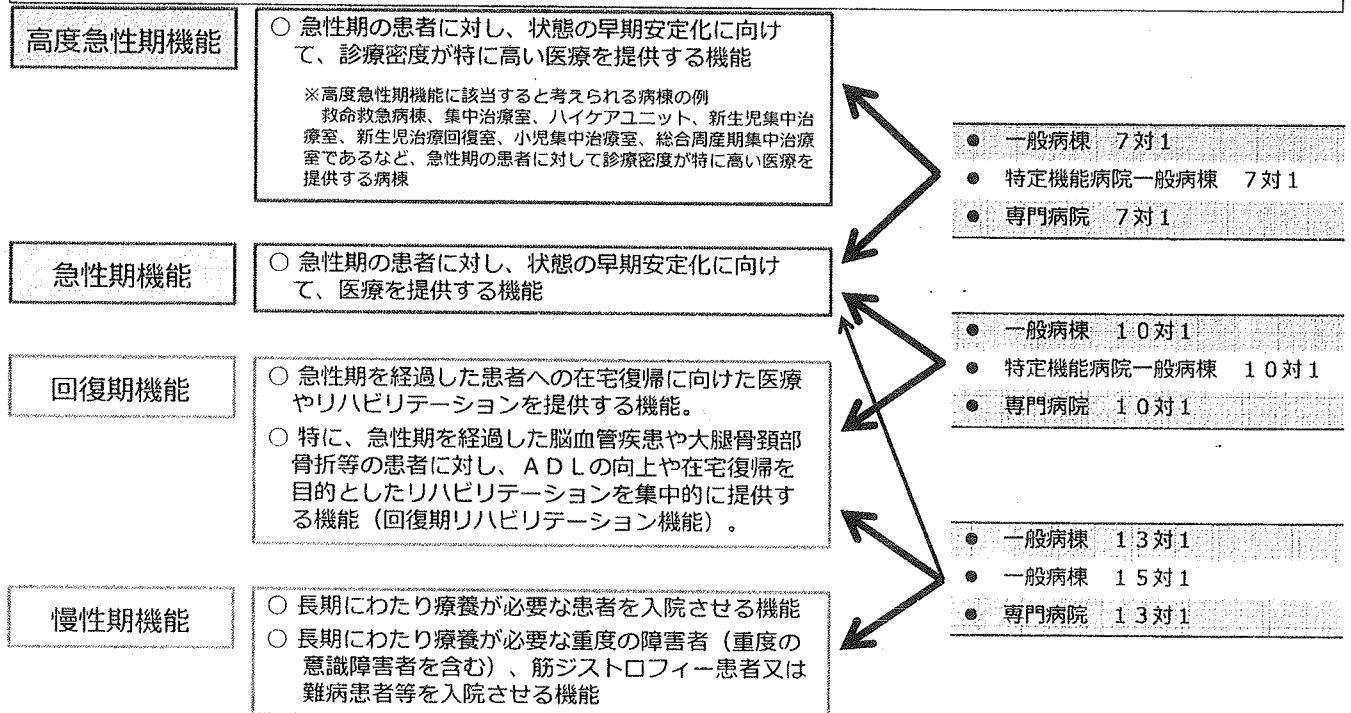 高度急性期機能
○ 急性期の患者に対し、状態の早期安定化に向け
て、診療密度が特に高い医療を提供する機能
※高度急性期機能に該当すると考えられる病棟の例
救命救急病棟、集中治療室、ハイケアユニット、新生児集中治
療室、新生児治療回復室、小児集中治療室、総合周産期集中治療
室であるなど、急性期の患者に対して診療密度が特に高い医療を
提供する病棟
● 一般病棟 7対1
● 特定機能病院一般病棟 7対1
● 専門病院 7対1
急性期機能
○ 急性期の患者に対し、状態の早期安定化に向け
て、医療を提供する機能
● 一般病棟 10対1
● 特定機能病院一般病棟 10対1
● 専門病院 10対1
回復期機能
○ 急性期を経過した患者への在宅復帰に向けた医療
やリハビリテーションを提供する機能。
○ 特に、急性期を経過した脳血管疾患や大腿骨頚部
骨折等の患者に対し、ADLの向上や在宅復帰を
目的としたリハビリテーションを集中的に提供す
る機能（回復期リハビリテーション機能）。
● 一般病棟 13対1
● 一般病棟 15対1
● 専門病院 13対1
慢性期機能
○ 長期にわたり療養が必要な患者を入院させる機能
○ 長期にわたり療養が必要な重度の障害者（重度の
意識障害者を含む）、筋ジストロフィー患者又は
難病患者等を入院させる機能